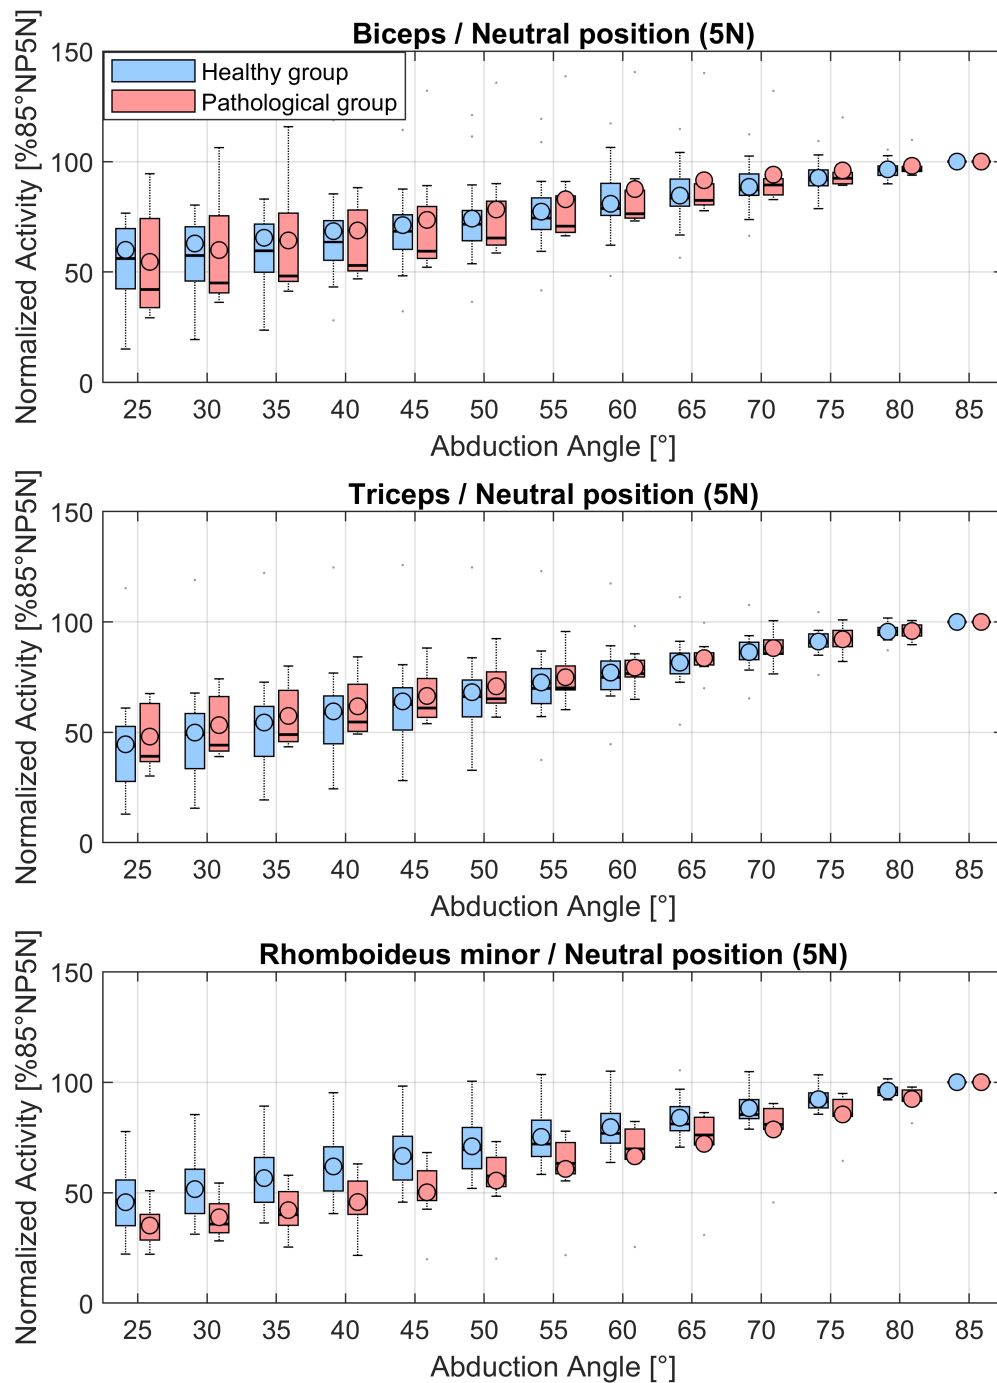 Biceps / Neutral position (5N)
Normalized Activity [%85°NP5N]
150
100
50
0
Healthy group
Pathological group
25 30 35 40 45 50 55 60 65 70 75 80 85
Abduction Angle [°]
Triceps / Neutral position (5N)
Normalized Activity [%85°NP5N]
150
100
50
0
25 30 35 40 45 50 55 60 65 70 75 80 85
Abduction Angle [°]
Rhomboideus minor / Neutral position (5N)
Normalized Activity [%85°NP5N]
150
100
50
0
25 30 35 40 45 50 55 60 65 70 75 80 85
Abduction Angle [°]